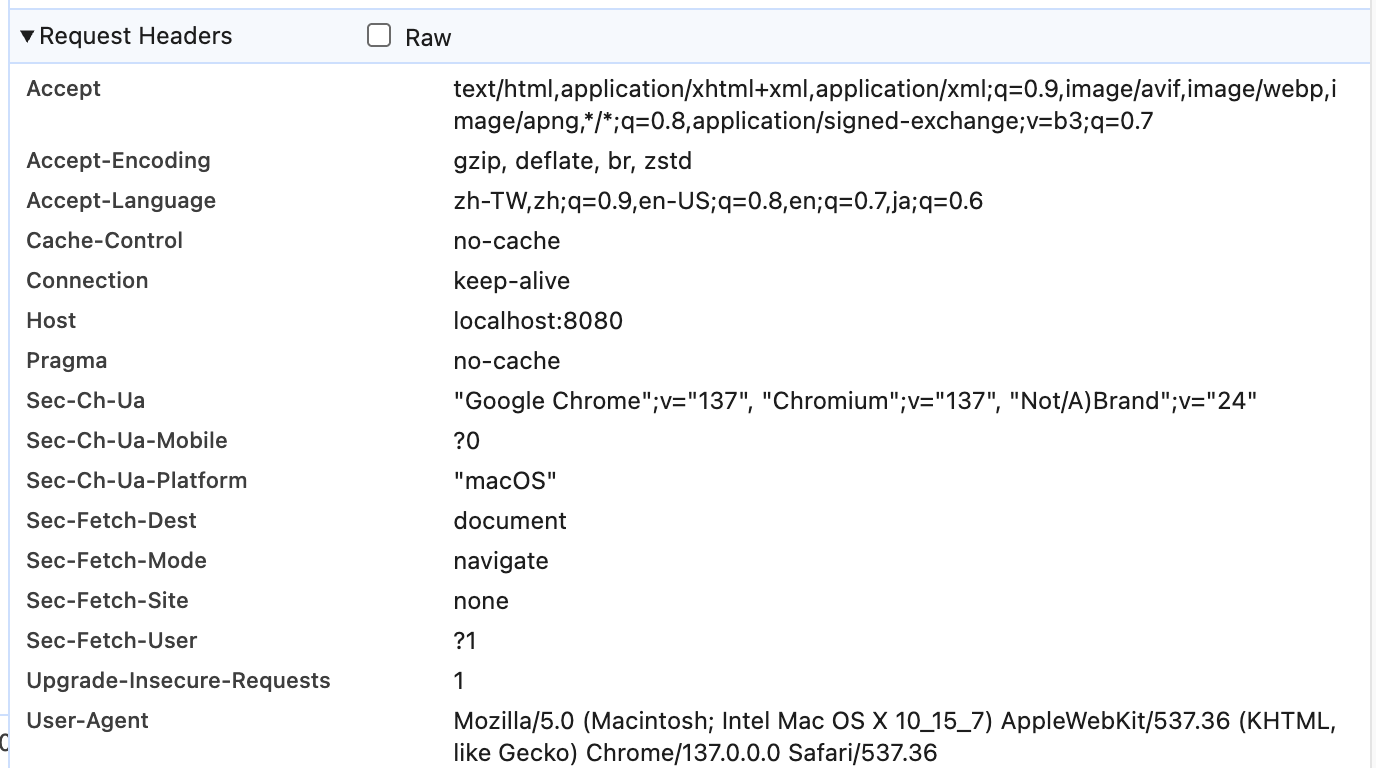 Request Headers Raw
Accept text/html,application/xhtml+xml,application/xml;q=0.9,image/avif,image/webp,i
mage/apng,*/*;q=0.8,application/signed-exchange;v=b3;q=0.7
Accept-Encoding gzip, deflate, br, zstd
Accept-Language zh-TW,zh;q=0.9,en-US;q=0.8,en;q=0.7,ja;q=0.6
Cache-Control no-cache
Connection keep-alive
Host localhost:8080
Pragma no-cache
Sec-Ch-Ua "Google Chrome";v="137", "Chromium";v="137", "Not/A)Brand";v="24"
Sec-Ch-Ua-Mobile ?0
Sec-Ch-Ua-Platform "macOS"
Sec-Fetch-Dest document
Sec-Fetch-Mode navigate
Sec-Fetch-Site none
Sec-Fetch-User ?1
Upgrade-Insecure-Requests 1
User-Agent Mozilla/5.0 (Macintosh; Intel Mac OS X 10_15_7) AppleWebKit/537.36 (KHTML,
like Gecko) Chrome/137.0.0.0 Safari/537.36